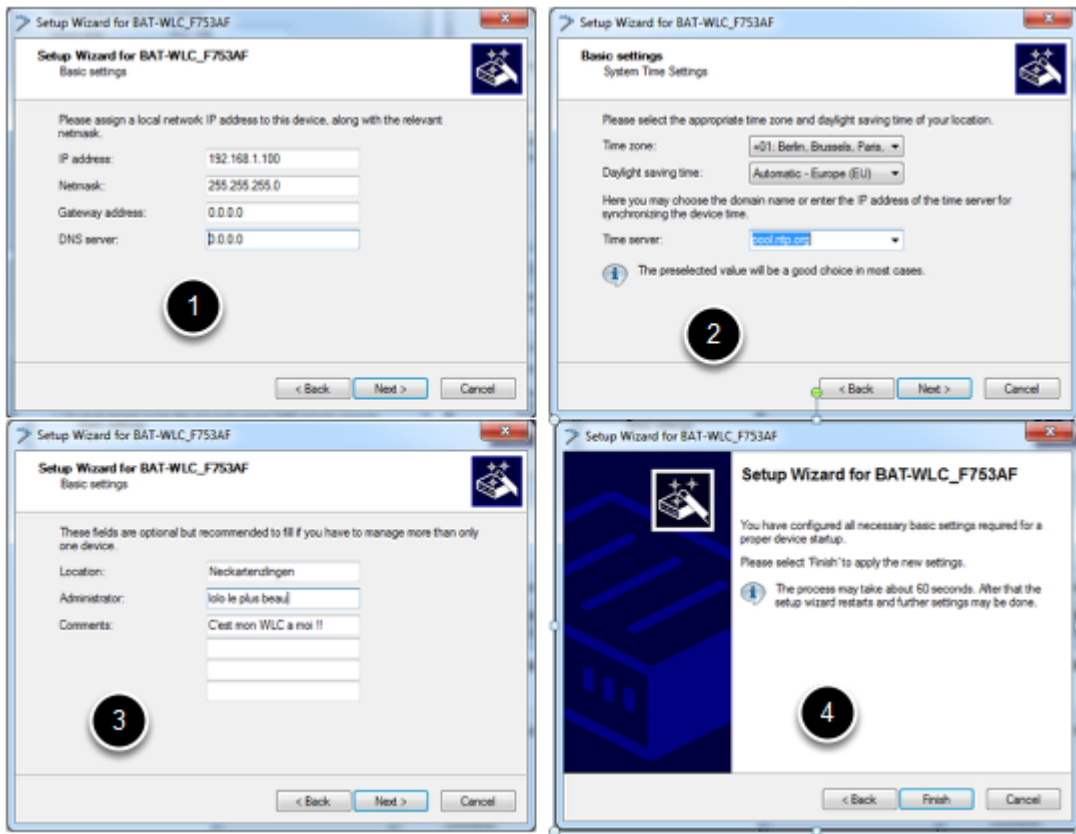 Setup Wizard for BAT-WLC_F753AF
Setup Wizard for BAT-WLC_F753AF
Basic settings
Please assign a local network IP address to this device, along with the relevant
netmask.
IP address: 192.168.1.100
Netmask: 255.255.255.0
Gateway address: 0.0.0.0
DNS server: 0.0.0.0
1
< Back Next > Cancel
Setup Wizard for BAT-WLC_F753AF
Basic settings
System Time Settings
Please select the appropriate time zone and daylight saving time of your location.
Time zone: +01: Berlin, Brussels, Paris,
Daylight saving time: Automatic - Europe (EU)
Here you may choose the domain name or enter the IP address of the time server for
synchronizing the device time.
Time server: pool.ntp.org
The preselected value will be a good choice in most cases.
2
< Back Next > Cancel
Setup Wizard for BAT-WLC_F753AF
Setup Wizard for BAT-WLC_F753AF
Basic settings
These fields are optional but recommended to fill if you have to manage more than only
one device.
Location: Neckartenzlingen
Administrator: lolo le plus beau
Comments: C'est mon WLC a moi !!
3
< Back Next > Cancel
Setup Wizard for BAT-WLC_F753AF
Setup Wizard for BAT-WLC_F753AF
You have configured all necessary basic settings required for a
proper device startup.
Please select 'Finish' to apply the new settings.
The process may take about 60 seconds. After that the
setup wizard restarts and further settings may be done.
4
< Back Finish Cancel